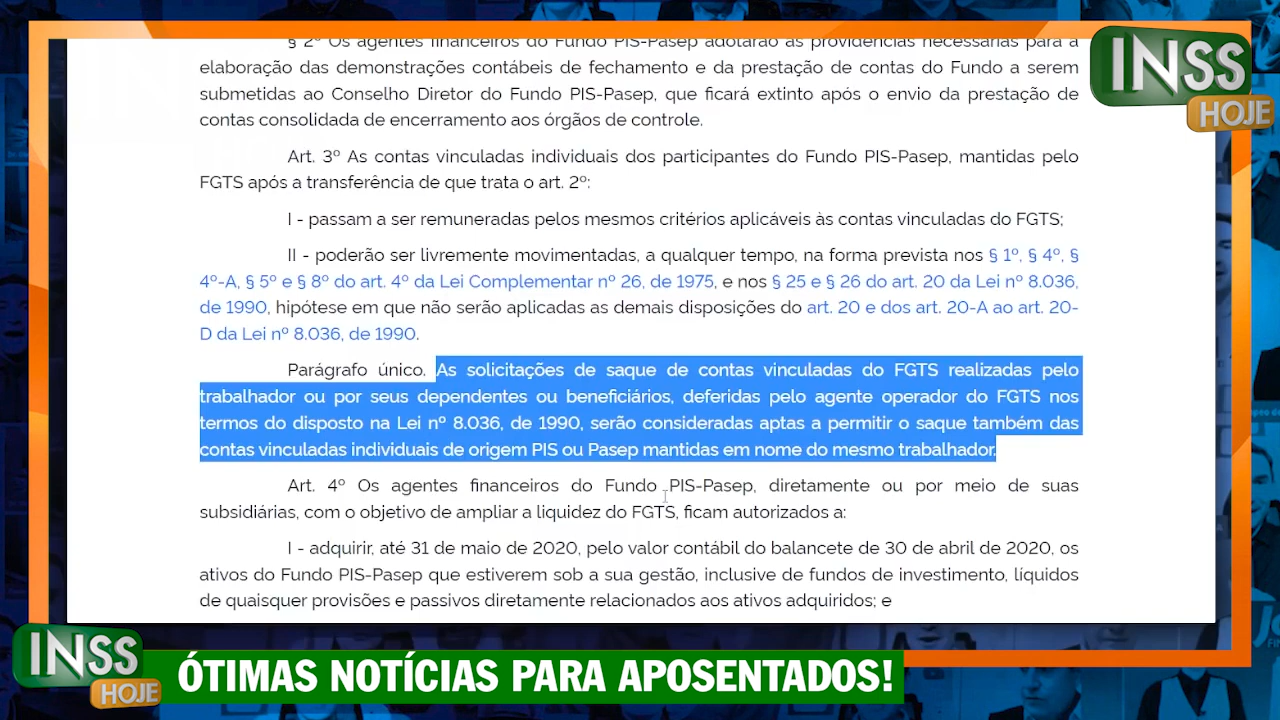 § 2º Os agentes financeiros do Fundo PIS-Pasep adotarão as providências necessárias para a
elaboração das demonstrações contábeis de fechamento e da prestação de contas do Fundo a serem
submetidas ao Conselho Diretor do Fundo PIS-Pasep, que ficará extinto após o envio da prestação de
contas consolidada de encerramento aos órgãos de controle.
INSS
HOJE
Art. 3º As contas vinculadas individuais dos participantes do Fundo PIS-Pasep, mantidas pelo
FGTS após a transferência de que trata o art. 2º:
I - passam a ser remuneradas pelos mesmos critérios aplicáveis às contas vinculadas do FGTS;
II - poderão ser livremente movimentadas, a qualquer tempo, na forma prevista nos § 1º, § 4º, §
4º-A, § 5º e § 8º do art. 4º da Lei Complementar nº 26, de 1975, e nos § 25 e § 26 do art. 20 da Lei nº 8.036,
de 1990, hipótese em que não serão aplicadas as demais disposições do art. 20 e dos art. 20-A ao art. 20-
D da Lei nº 8.036, de 1990.
Parágrafo único. As solicitações de saque de contas vinculadas do FGTS realizadas pelo
trabalhador ou por seus dependentes ou beneficiários, deferidas pelo agente operador do FGTS nos
termos do disposto na Lei nº 8.036, de 1990, serão consideradas aptas a permitir o saque também das
contas vinculadas individuais de origem PIS ou Pasep mantidas em nome do mesmo trabalhador.
Art. 4º Os agentes financeiros do Fundo PIS-Pasep, diretamente ou por meio de suas
subsidiárias, com o objetivo de ampliar a liquidez do FGTS, ficam autorizados a:
I - adquirir, até 31 de maio de 2020, pelo valor contábil do balancete de 30 de abril de 2020, os
ativos do Fundo PIS-Pasep que estiverem sob a sua gestão, inclusive de fundos de investimento, líquidos
de quaisquer provisões e passivos diretamente relacionados aos ativos adquiridos; e
INSS
HOJE
ÓTIMAS NOTÍCIAS PARA APOSENTADOS!